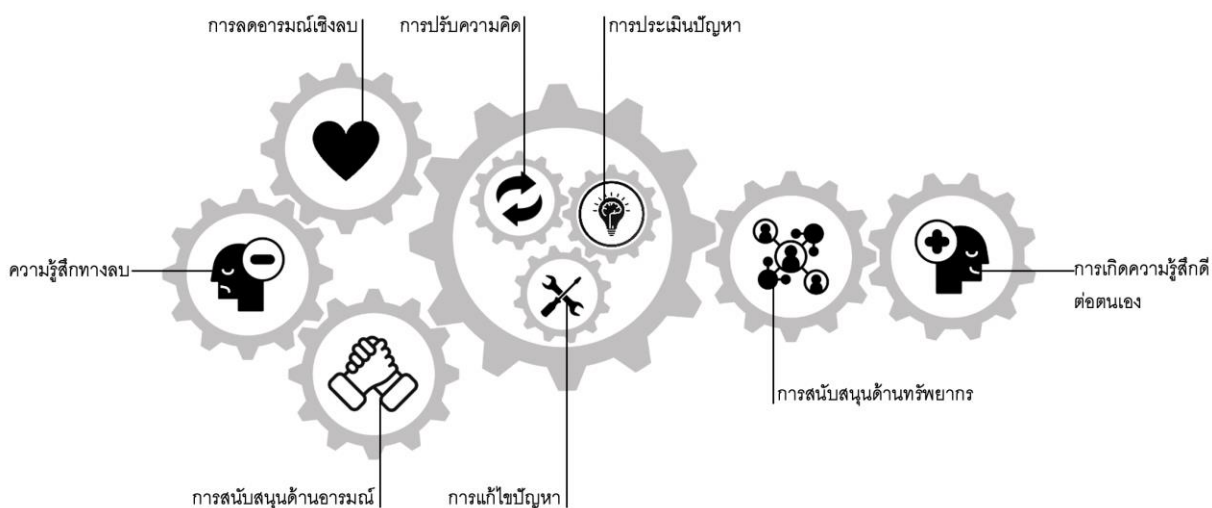 การลดอารมณ์เชิงลบ
การปรับความคิด
การประเมินปัญหา
ความรู้สึกทางลบ
การเกิดความรู้สึกดี
ต่อตนเอง
การสนับสนุนด้านทรัพยากร
การสนับสนุนด้านอารมณ์
การแก้ไขปัญหา